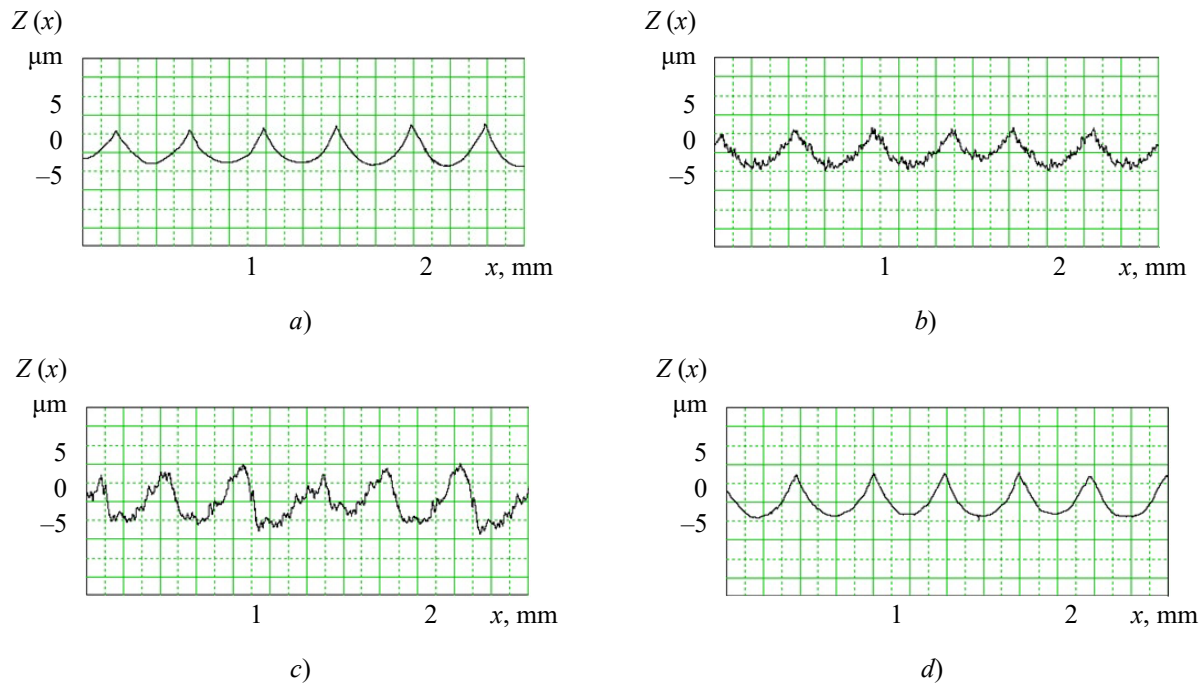 Z (x)
μm
5
0
–5
1 2 x, mm
a)
Z (x)
μm
5
0
–5
1 2 x, mm
b)
Z (x)
μm
5
0
–5
1 2 x, mm
c)
Z (x)
μm
5
0
–5
1 2 x, mm
d)